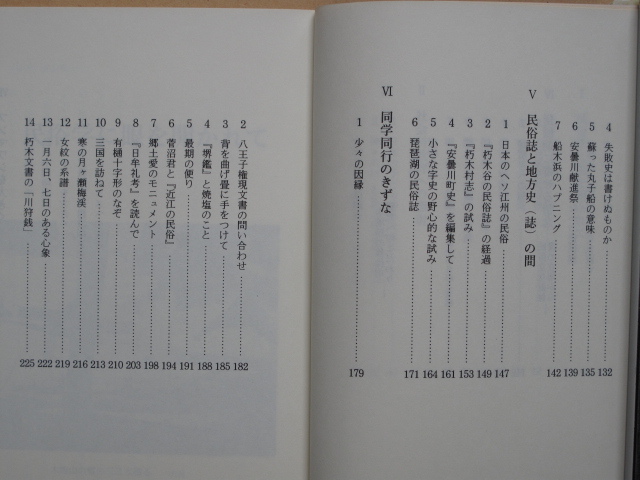 4 失敗史は書けぬものか……132
5 蘇った丸子船の意味……135
6 安曇川献進祭……139
7 船木浜のハプニング……142
Ⅴ 民俗誌と地方史（誌）の間
1 日本のヘソ江州の民俗……147
2 『朽木谷の民俗誌』の経過……149
3 『朽木村志』の試み……153
4 『安曇川町史』を編集して……161
5 小さな字史の野心的な試み……164
6 琵琶湖の民俗誌……171
Ⅵ 同学同行のきずな
1 少々の因縁……179
2 八王子権現文書の問い合わせ……182
3 背を曲げ畳に手をつけて……185
4 『堺鑑』と焼塩のこと……188
5 最期の便り……191
6 菅沼君と『近江の民俗』……194
7 郷土愛のモニュメント……198
8 『日牟礼考』を読んで……203
9 有樋十字形のなぞ……210
10 三国を訪ねて……213
11 寒の月ヶ瀬梅渓……216
12 女紋の系譜……219
13 一月六日、七日のある心象……222
14 朽木文書の「川狩銭」……225